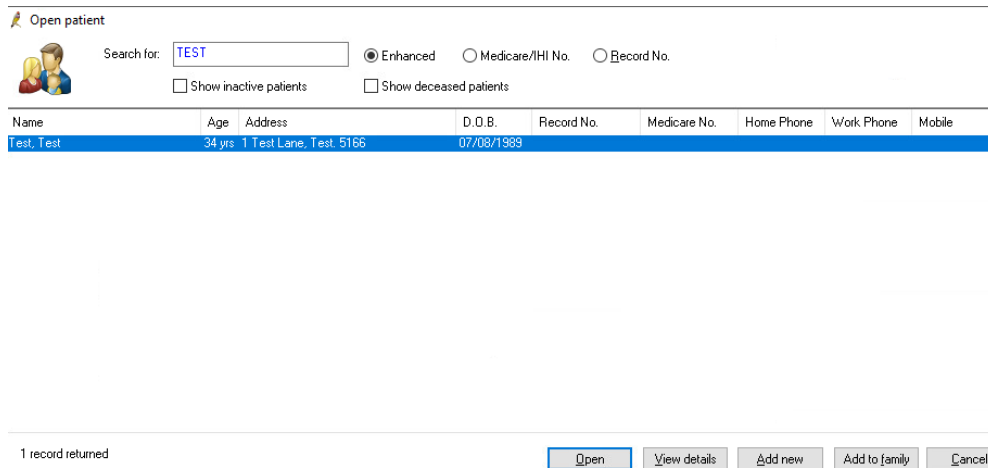 Open patient
Search for: TEST Enhanced Medicare/IHI No. Record No.
Show inactive patients Show deceased patients
Name Age Address D.O.B. Record No. Medicare No. Home Phone Work Phone Mobile
Test, Test 34 yrs 1 Test Lane, Test. 5166 07/08/1989
1 record returned Open View details Add new Add to family Cancel